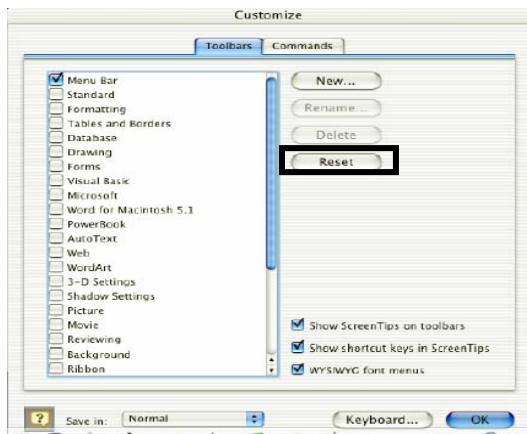 Customize
Toolbars Commands
Menu Bar
Standard
Formatting
Tables and Borders
Database
Drawing
Forms
Visual Basic
Microsoft
Word for Macintosh 5.1
PowerBook
AutoText
Web
WordArt
3-D Settings
Shadow Settings
Picture
Movie
Reviewing
Background
Ribbon
New...
Rename...
Delete
Reset
Show ScreenTips on toolbars
Show shortcut keys in ScreenTips
WYSIWYG font menus
? Save in: Normal Keyboard... OK